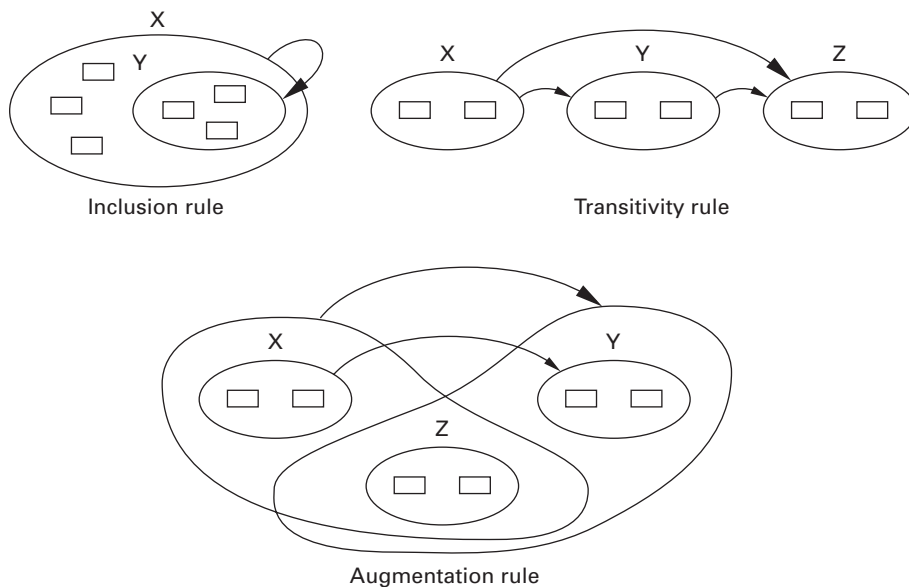 X
Y
Inclusion rule
X Y Z
Transitivity rule
X Y
Z
Augmentation rule